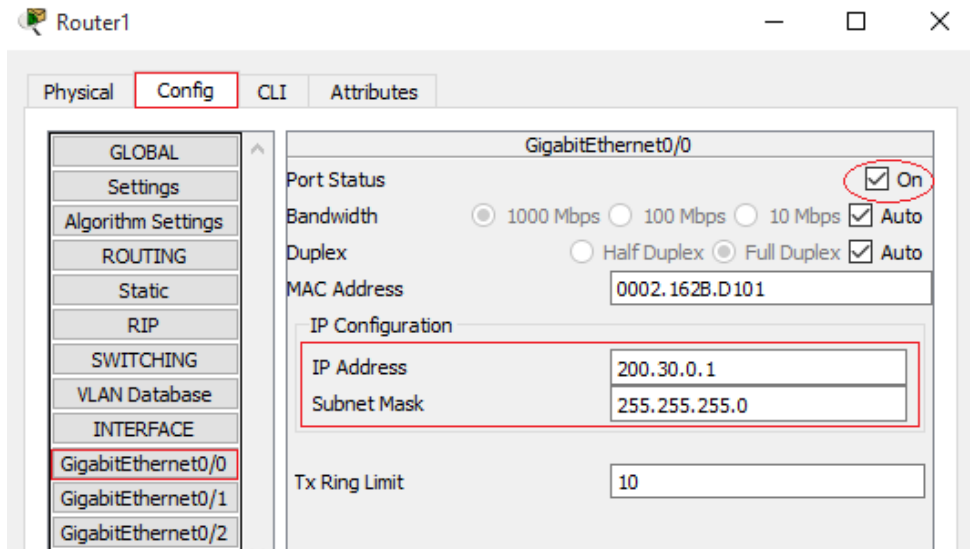 Router1
Physical Config CLI Attributes
GLOBAL
Settings
Algorithm Settings
ROUTING
Static
RIP
SWITCHING
VLAN Database
INTERFACE
GigabitEthernet0/0
GigabitEthernet0/1
GigabitEthernet0/2
GigabitEthernet0/0
Port Status On
Bandwidth 1000 Mbps 100 Mbps 10 Mbps Auto
Duplex Half Duplex Full Duplex Auto
MAC Address 0002.162B.D101
IP Configuration
IP Address 200.30.0.1
Subnet Mask 255.255.255.0
Tx Ring Limit 10